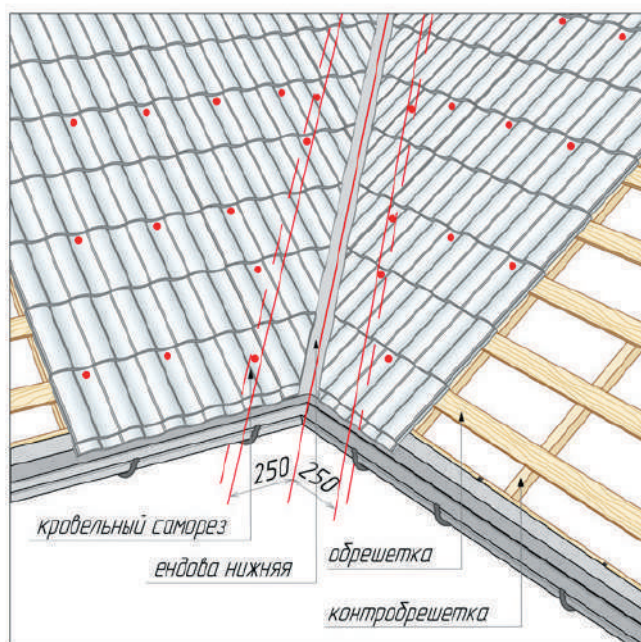 250 250
кровельный саморез
ендова нижняя
обрешетка
контробрешетка